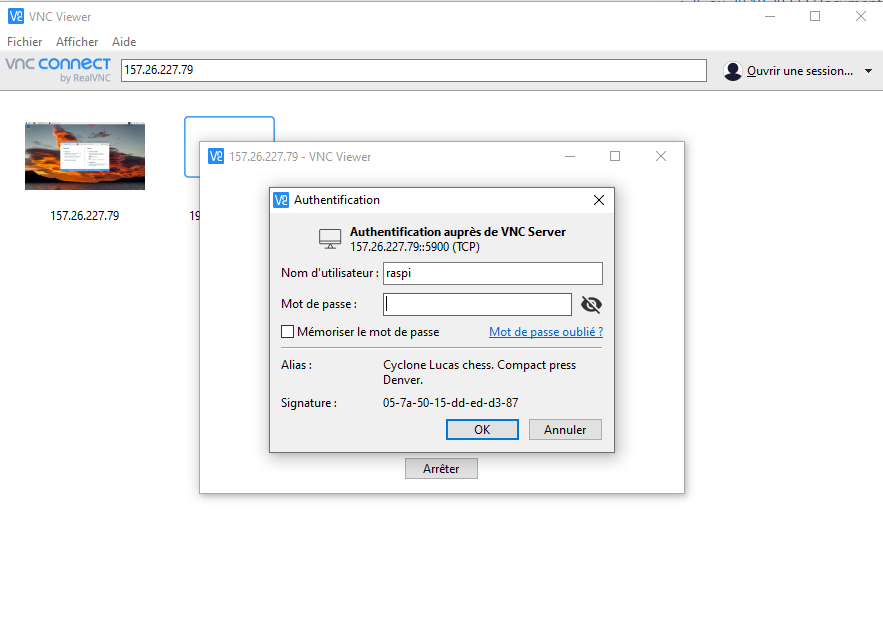 VNC Viewer
Fichier Afficher Aide
vnc connect
by RealVNC
157.26.227.79
Ouvrir une session...
157.26.227.79
19
157.26.227.79 - VNC Viewer
Authentification
Authentification auprès de VNC Server
157.26.227.79::5900 (TCP)
Nom d'utilisateur : raspi
Mot de passe :
Mémoriser le mot de passe Mot de passe oublié ?
Alias : Cyclone Lucas chess. Compact press
Denver.
Signature : 05-7a-50-15-dd-ed-d3-87
OK Annuler
Arrêter